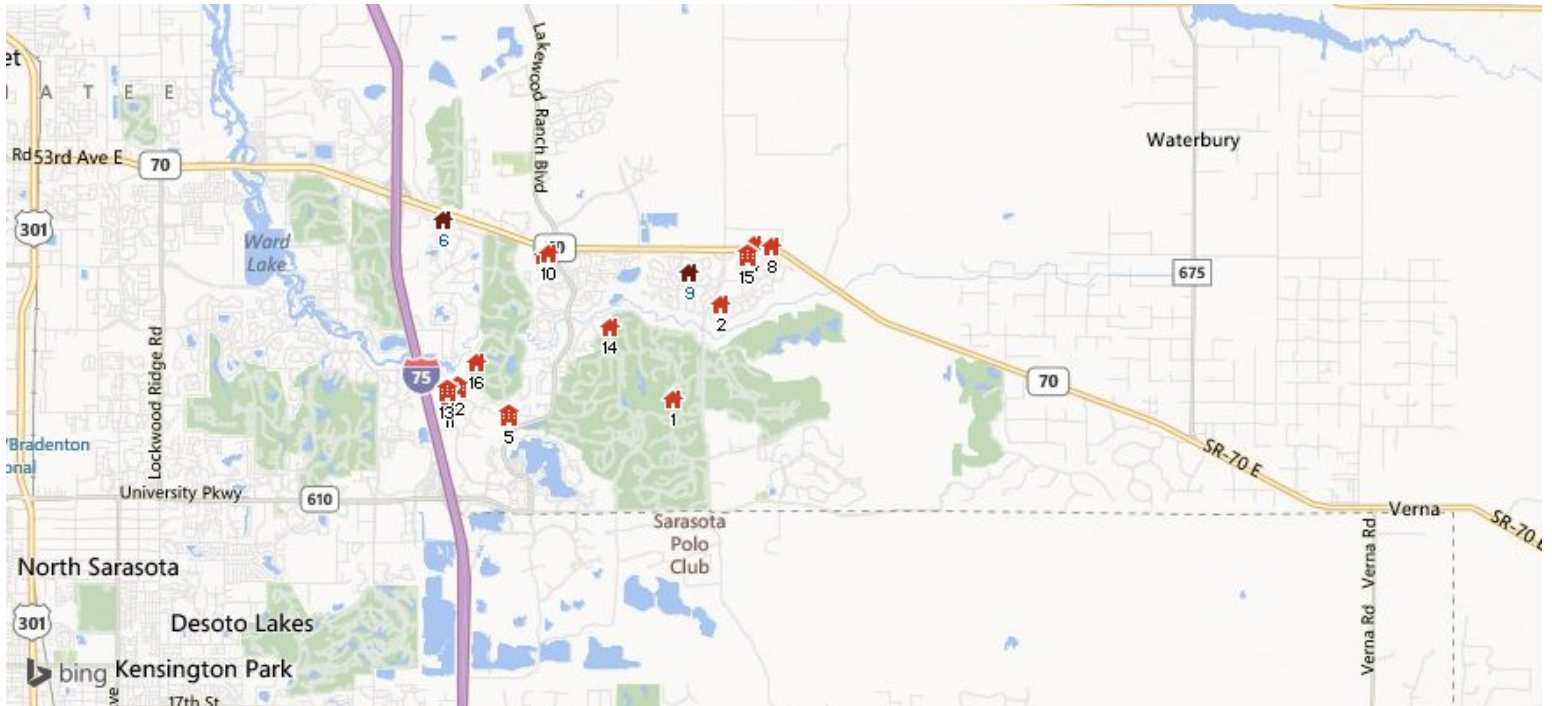 et
A T E E
Rd
53rd Ave E
70
301
Ward
Lake
Lakewood Ranch Blvd
6
10
9
2
15
8
14
16
13
5
1
75
Waterbury
675
70
SR-70 E
Verna
SR-70 E
Lockwood Ridge Rd
Bradenton
onal
University Pkwy
610
Sarasota
Polo
Club
North Sarasota
301
Desoto Lakes
Kensington Park
bing
17th St
Verna Rd
Verna Rd